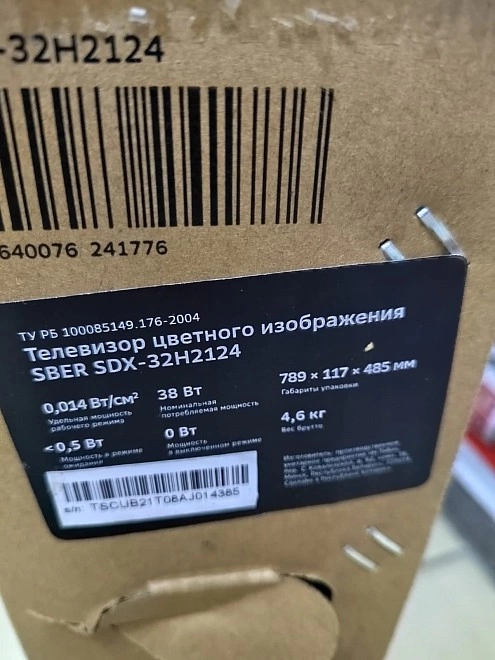 -32H2124
640076 241776
ТУ РБ 100085149.176-2004
Телевизор цветного изображения
SBER SDX-32H2124
0,014 Вт/см²
Удельная мощность
рабочего режима
38 Вт
Номинальная
потребляемая мощность
789 × 117 × 485 мм
Габариты упаковки
<0,5 Вт
Мощность в режиме
ожидания
0 Вт
Мощность
в выключенном режиме
4,6 кг
Вес брутто
s/n: TSCUB21T08AJ014385